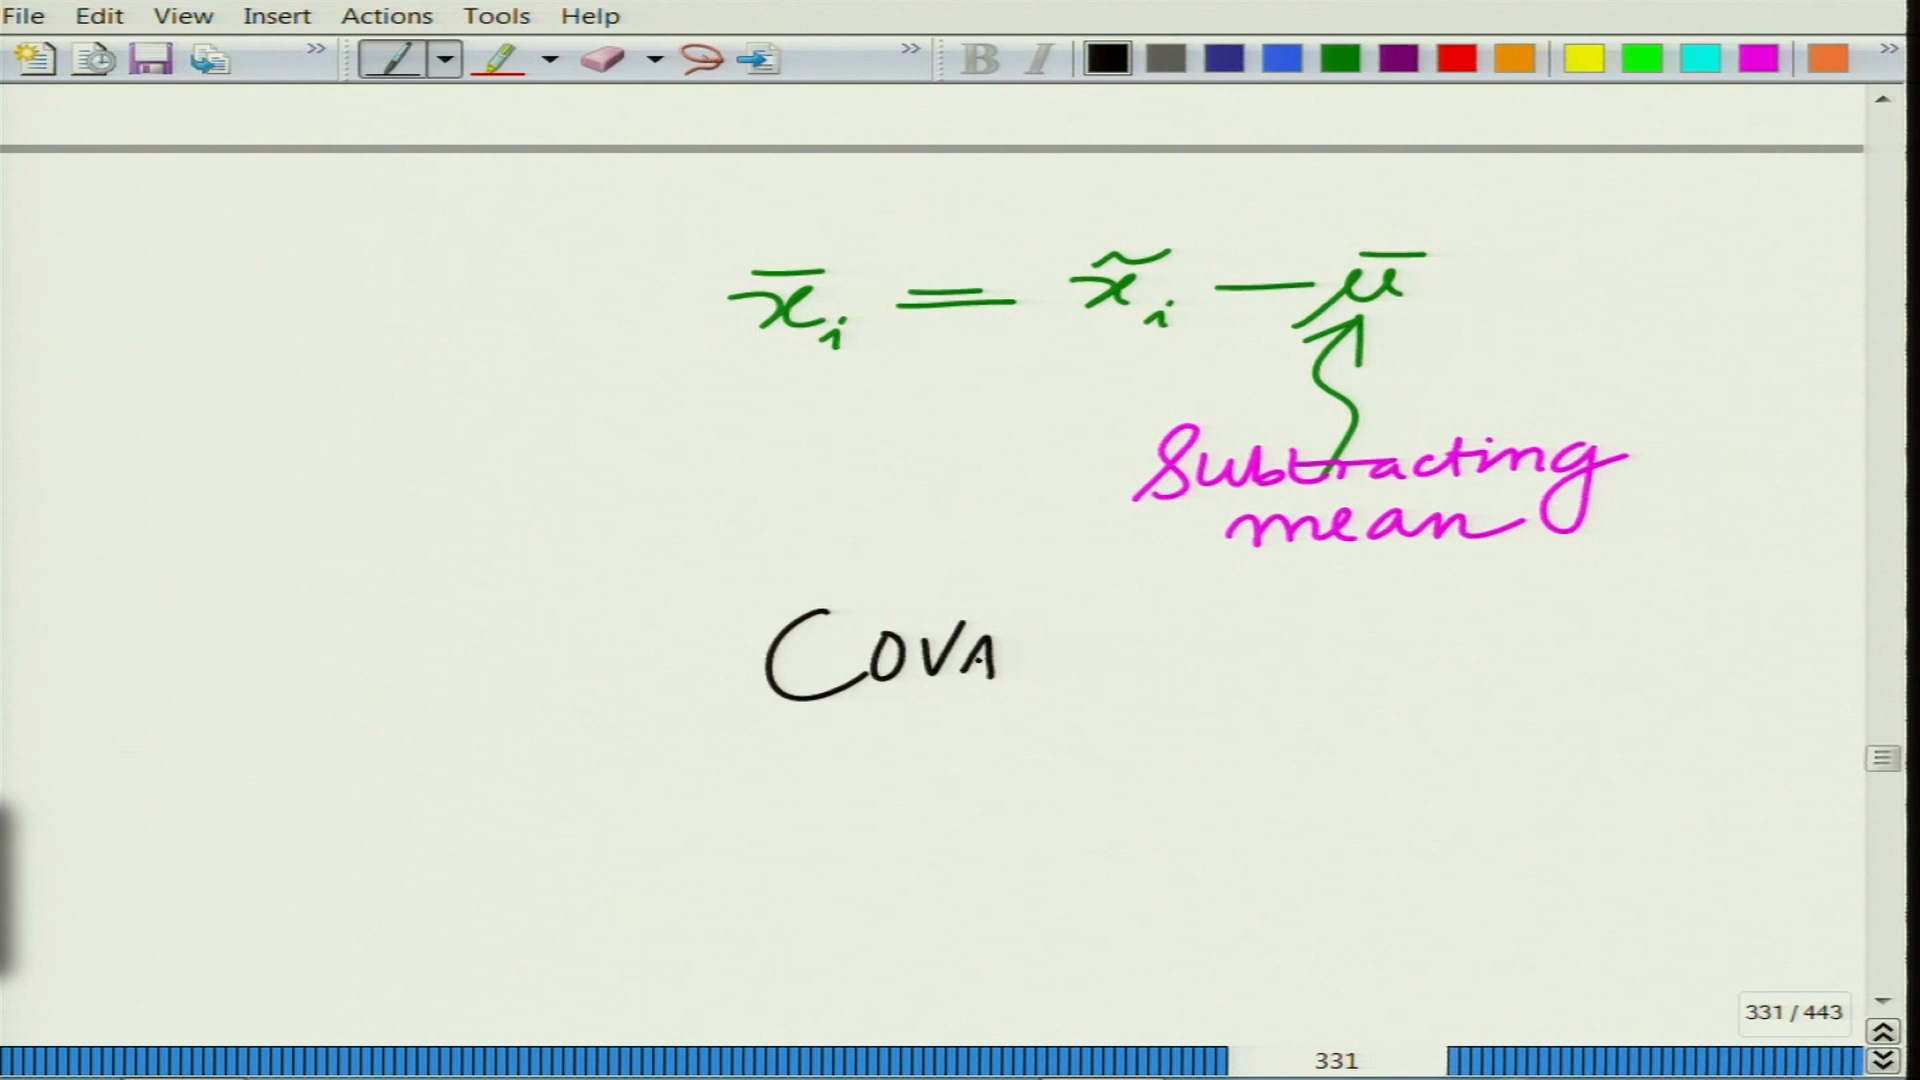 File Edit View Insert Actions Tools Help
B I
x̄ᵢ = x̃ᵢ − μ̄
Subtracting
mean
COVA
331 / 443
331